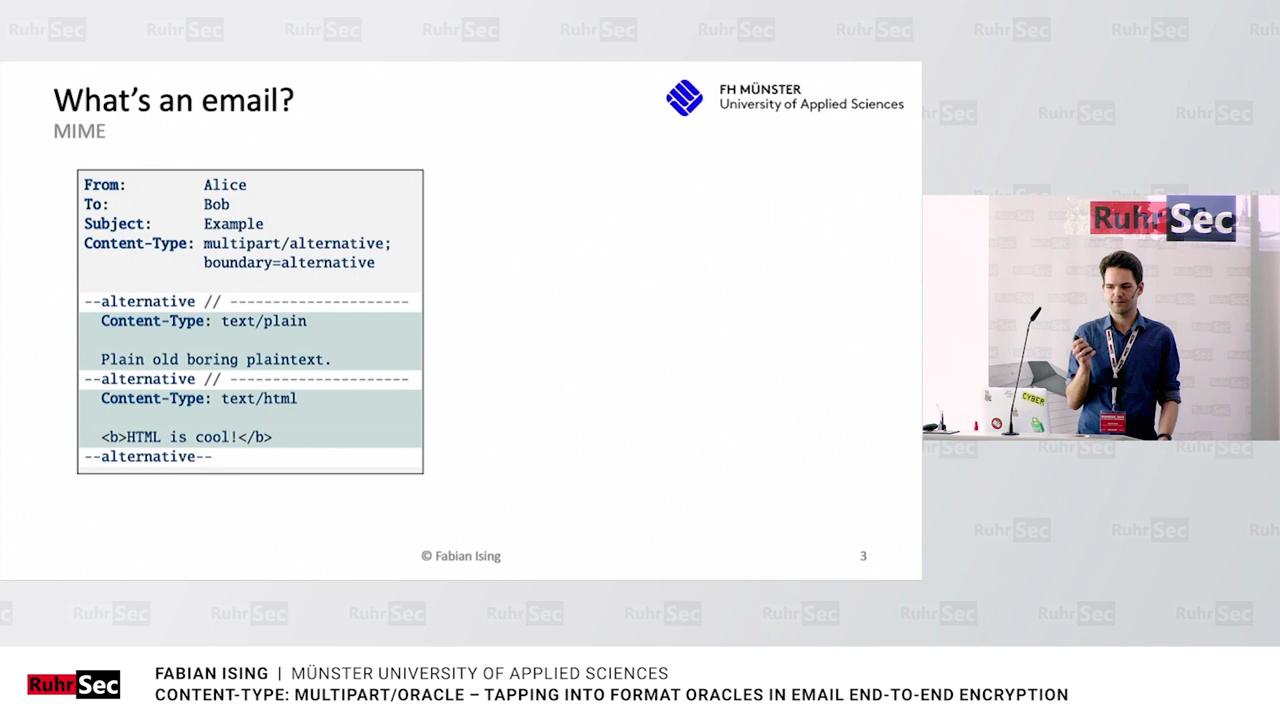 What's an email?
MIME
FH MÜNSTER
University of Applied Sciences
From: Alice
To: Bob
Subject: Example
Content-Type: multipart/alternative;
boundary=alternative
--alternative // ---------------------
Content-Type: text/plain
Plain old boring plaintext.
--alternative // ---------------------
Content-Type: text/html
<b>HTML is cool!</b>
--alternative--
© Fabian Ising
3
RuhrSec
CYBER
RuhrSec
FABIAN ISING | MÜNSTER UNIVERSITY OF APPLIED SCIENCES
CONTENT-TYPE: MULTIPART/ORACLE – TAPPING INTO FORMAT ORACLES IN EMAIL END-TO-END ENCRYPTION